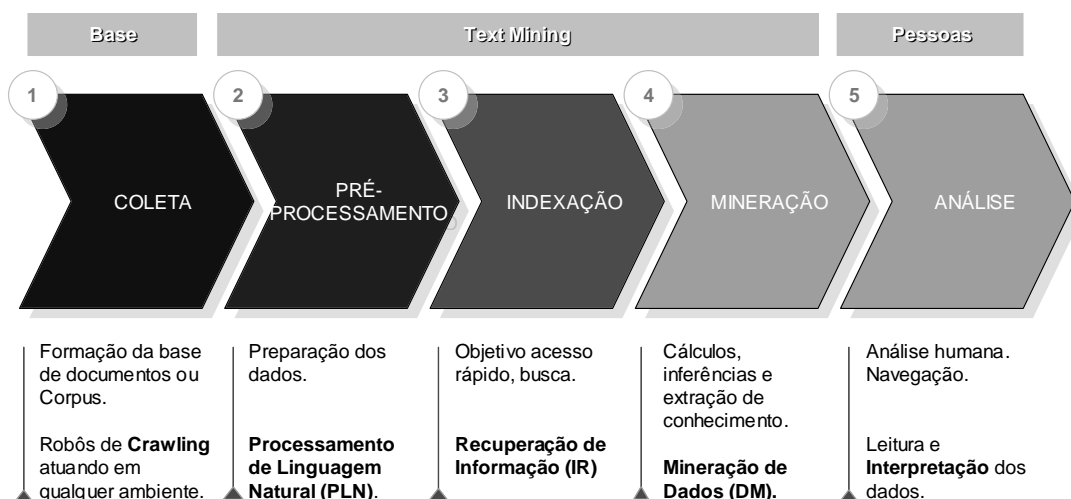 Base
Text Mining
Pessoas
1
2
3
4
5
COLETA
PRÉ-
PROCESSAMENTO
INDEXAÇÃO
MINERAÇÃO
ANÁLISE
Formação da base
de documentos ou
Corpus.
Robôs de Crawling
atuando em
qualquer ambiente.
Preparação dos
dados.
Processamento
de Linguagem
Natural (PLN).
Objetivo acesso
rápido, busca.
Recuperação de
Informação (IR)
Cálculos,
inferências e
extração de
conhecimento.
Mineração de
Dados (DM).
Análise humana.
Navegação.
Leitura e
Interpretação dos
dados.